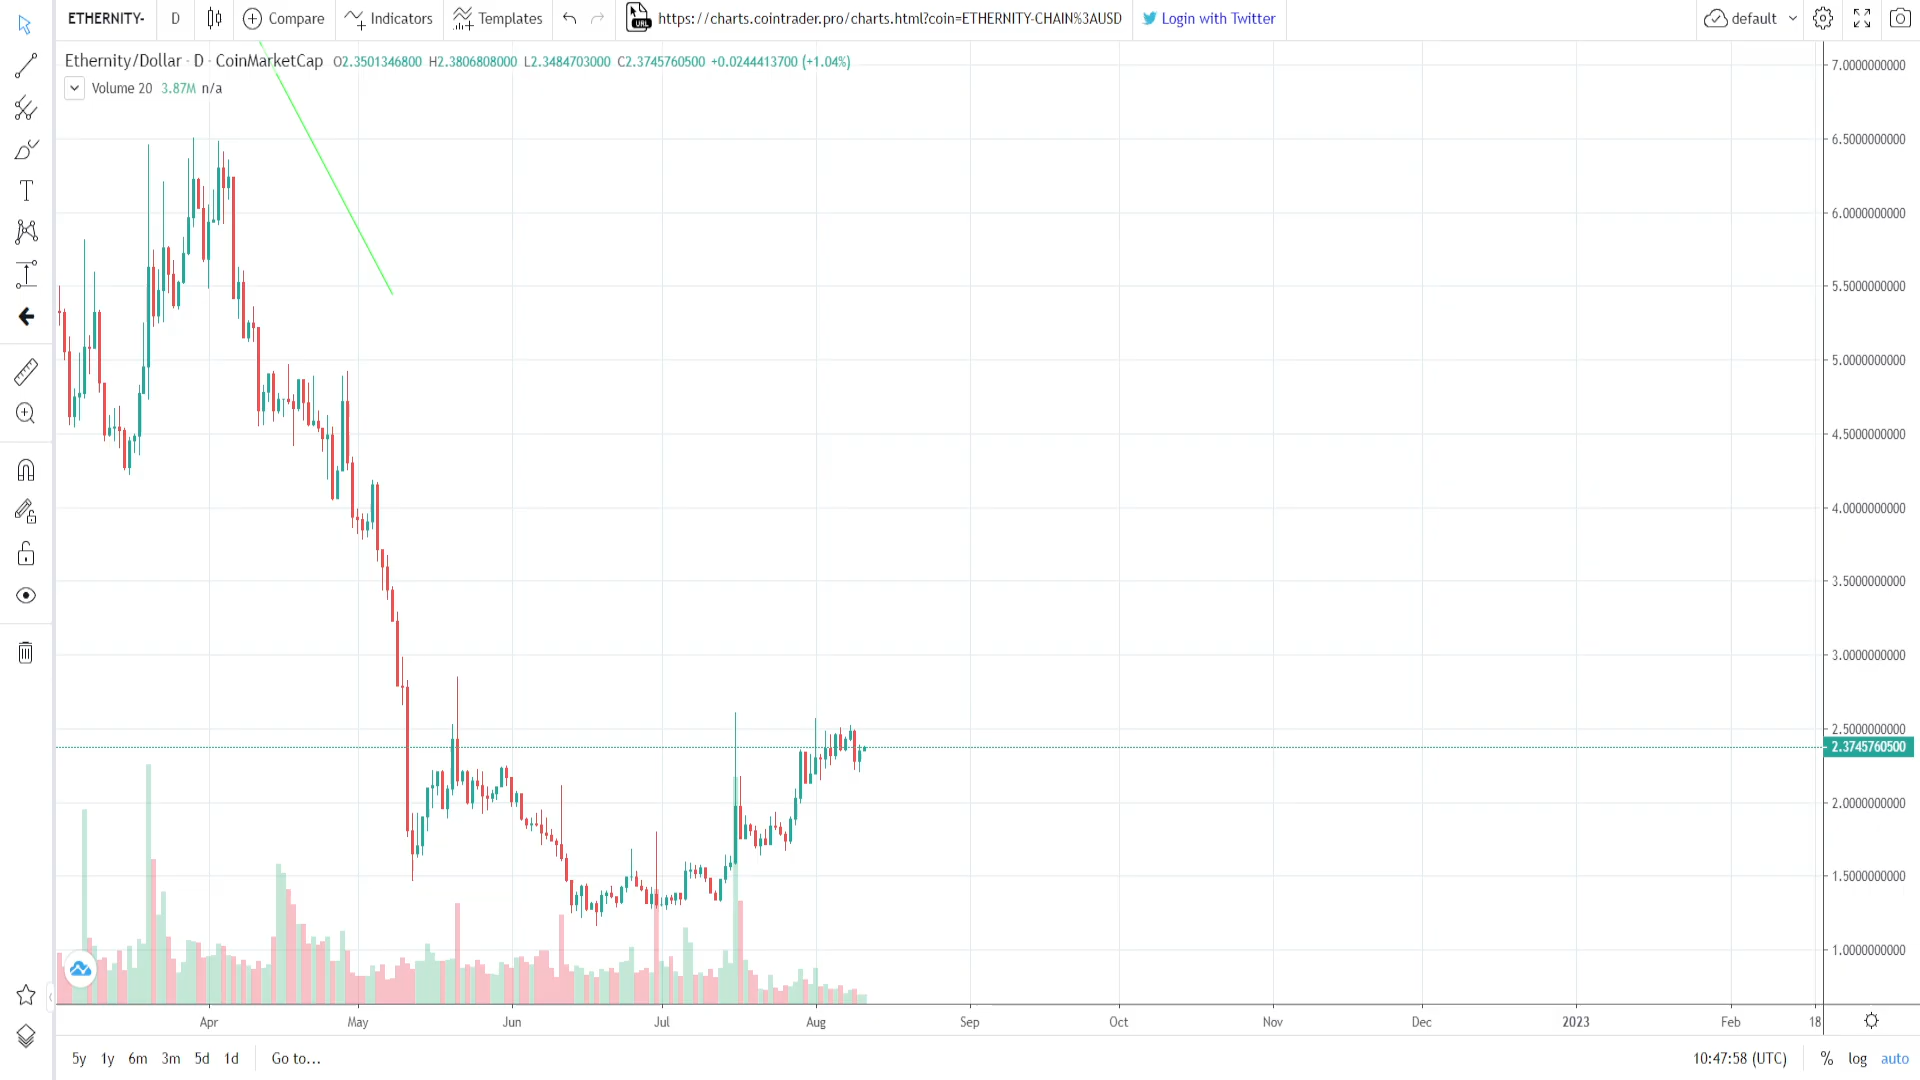 ETHERNITY- D Compare Indicators Templates URL https://charts.cointrader.pro/charts.html?coin=ETHERNITY-CHAIN%3AUSD Login with Twitter default
Ethernity/Dollar · D · CoinMarketCap O2.3501346800 H2.3806808000 L2.3484703000 C2.3745760500 +0.0244413700 (+1.04%)
Volume 20 3.87M n/a
7.0000000000
6.5000000000
6.0000000000
5.5000000000
5.0000000000
4.5000000000
4.0000000000
3.5000000000
3.0000000000
2.5000000000
2.3745760500
2.0000000000
1.5000000000
1.0000000000
Apr May Jun Jul Aug Sep Oct Nov Dec 2023 Feb 18
5y 1y 6m 3m 5d 1d Go to... 10:47:58 (UTC) % log auto